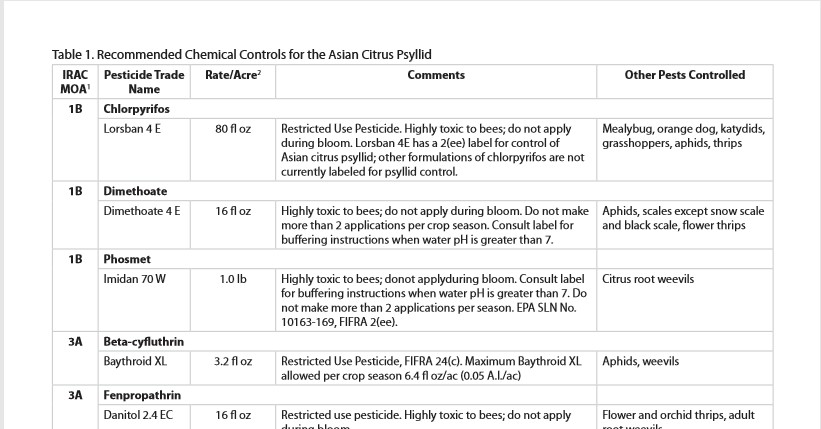 Table 1. Recommended Chemical Controls for the Asian Citrus Psyllid
IRAC MOA¹ Pesticide Trade Name Rate/Acre² Comments Other Pests Controlled
1B Chlorpyrifos
Lorsban 4 E 80 fl oz Restricted Use Pesticide. Highly toxic to bees; do not apply Mealybug, orange dog, katydids,
during bloom. Lorsban 4E has a 2(ee) label for control of grasshoppers, aphids, thrips
Asian citrus psyllid; other formulations of chlorpyrifos are not
currently labeled for psyllid control.
1B Dimethoate
Dimethoate 4 E 16 fl oz Highly toxic to bees; do not apply during bloom. Do not make Aphids, scales except snow scale
more than 2 applications per crop season. Consult label for and black scale, flower thrips
buffering instructions when water pH is greater than 7.
1B Phosmet
Imidan 70 W 1.0 lb Highly toxic to bees; donot applyduring bloom. Consult label Citrus root weevils
for buffering instructions when water pH is greater than 7. Do
not make more than 2 applications per season. EPA SLN No.
10163-169, FIFRA 2(ee).
3A Beta-cyfluthrin
Baythroid XL 3.2 fl oz Restricted Use Pesticide, FIFRA 24(c). Maximum Baythroid XL Aphids, weevils
allowed per crop season 6.4 fl oz/ac (0.05 A.I./ac)
3A Fenpropathrin
Danitol 2.4 EC 16 fl oz Restricted use pesticide. Highly toxic to bees; do not apply Flower and orchid thrips, adult
during bloom root weevils